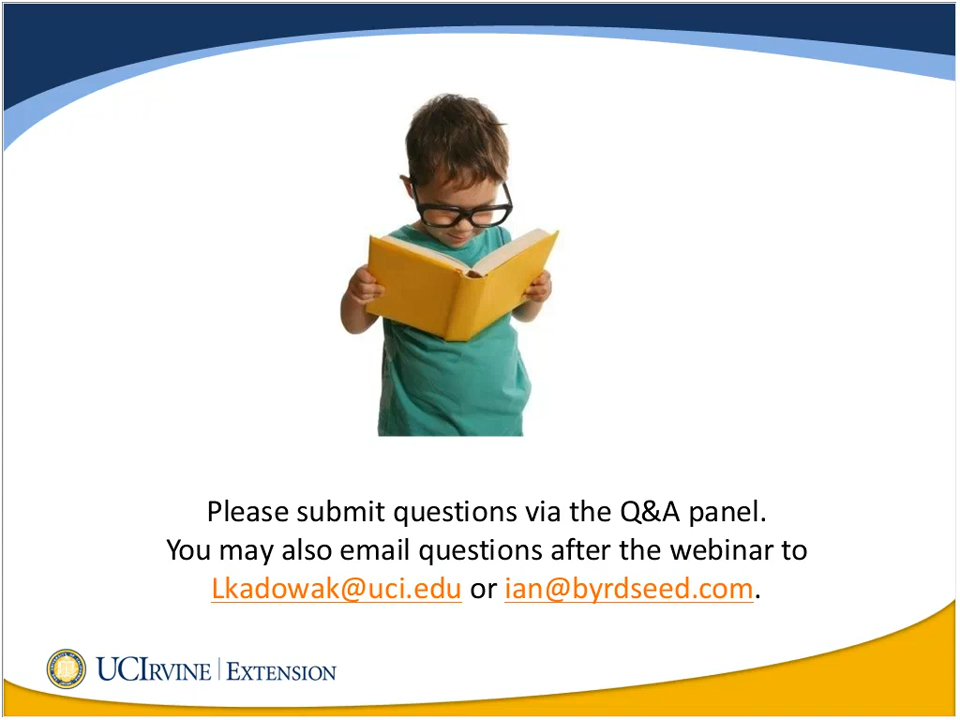 Please submit questions via the Q&A panel.
You may also email questions after the webinar to
Lkadowak@uci.edu or ian@byrdseed.com.
UCIRVINE | EXTENSION